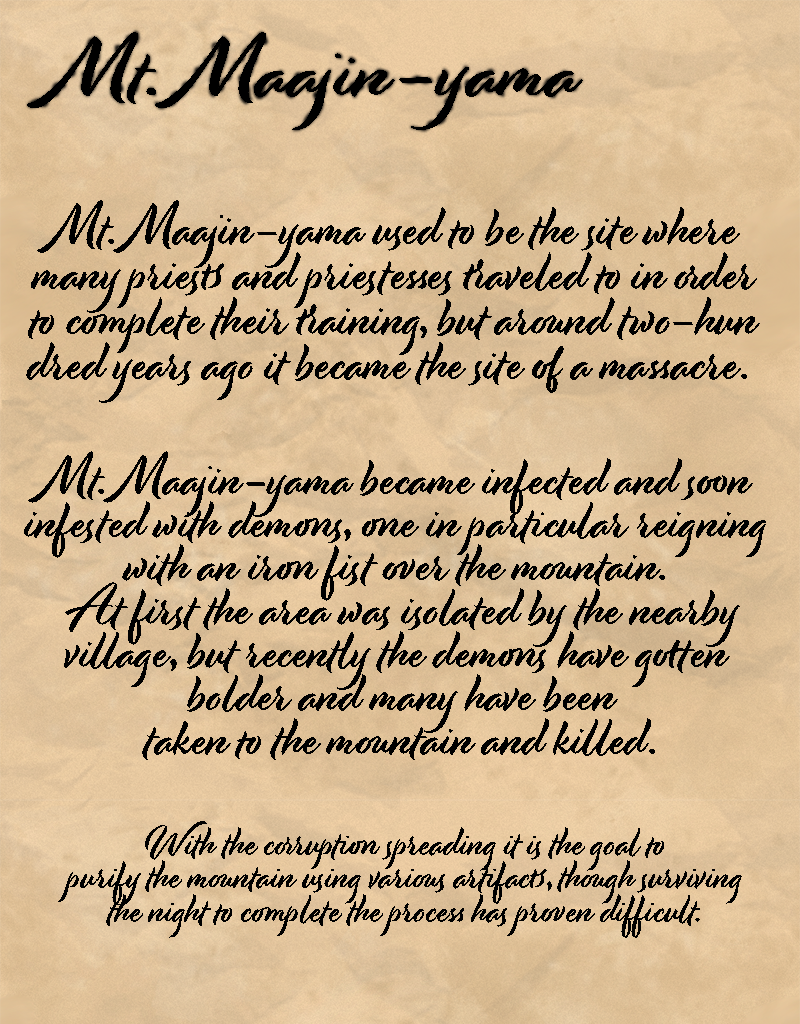 Mt. Maajin-yama
Mt. Maajin-yama used to be the site where
many priests and priestesses traveled to in order
to complete their training, but around two-hun
dred years ago it became the site of a massacre.
Mt. Maajin-yama became infected and soon
infested with demons, one in particular reigning
with an iron fist over the mountain.
At first the area was isolated by the nearby
village, but recently the demons have gotten
bolder and many have been
taken to the mountain and killed.
With the corruption spreading it is the goal to
purify the mountain using various artifacts, though surviving
the night to complete the process has proven difficult.